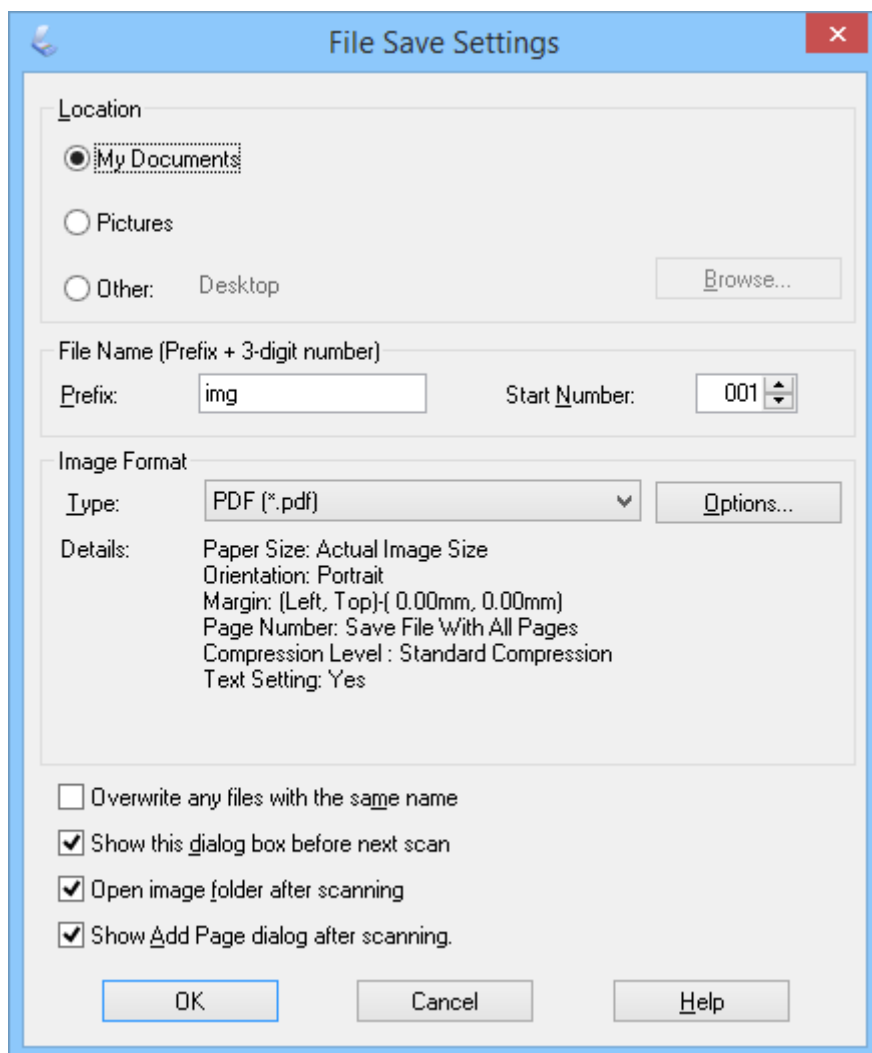 File Save Settings
Location
My Documents
Pictures
Other: Desktop Browse...
File Name (Prefix + 3-digit number)
Prefix: img Start Number: 001
Image Format
Type: PDF (*.pdf) Options...
Details: Paper Size: Actual Image Size
Orientation: Portrait
Margin: (Left, Top)-( 0.00mm, 0.00mm)
Page Number: Save File With All Pages
Compression Level : Standard Compression
Text Setting: Yes
Overwrite any files with the same name
Show this dialog box before next scan
Open image folder after scanning
Show Add Page dialog after scanning.
OK Cancel Help